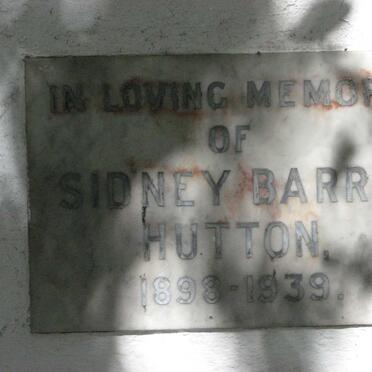 IN LOVING MEMOR
OF
SIDNEY BARR
HUTTON,
1898-1939.